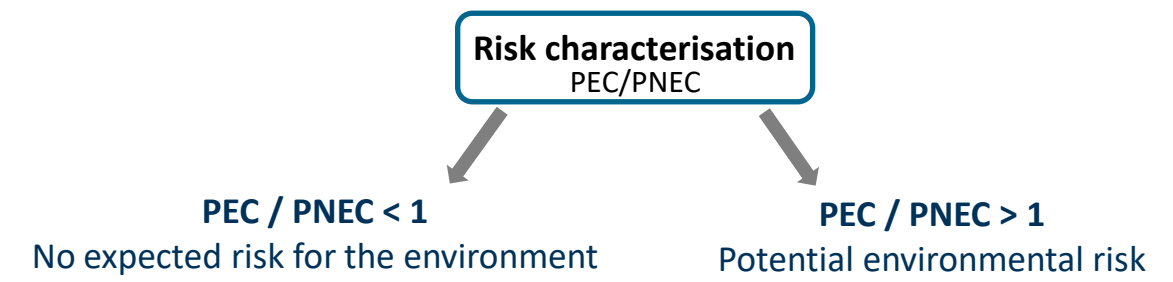 Risk characterisation
PEC/PNEC
PEC / PNEC < 1
No expected risk for the environment
PEC / PNEC > 1
Potential environmental risk